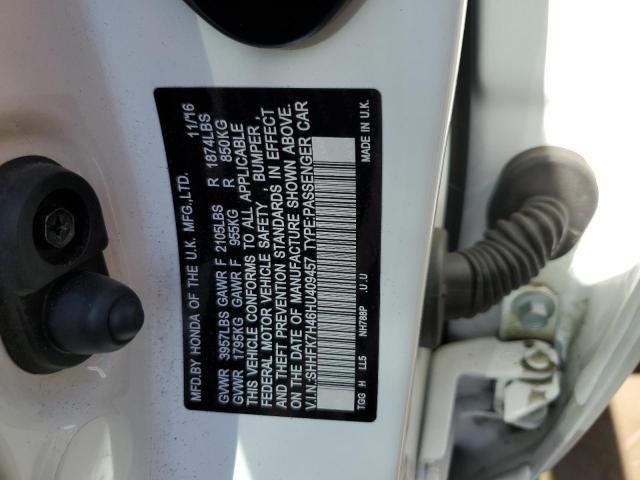 MFD.BY HONDA OF THE U.K. MFG.,LTD. 11/16
GVWR 3957LBS GAWR F 2105LBS R 1874LBS
GVWR 1795KG GAWR F 955KG R 850KG
THIS VEHICLE CONFORMS TO ALL APPLICABLE
FEDERAL MOTOR VEHICLE SAFETY , BUMPER ,
AND THEFT PREVENTION STANDARDS IN EFFECT
ON THE DATE OF MANUFACTURE SHOWN ABOVE.
V.I.N.:SHHFK7H46HU409457 TYPE:PASSENGER CAR
TGG H LL5 NH788P .U.U MADE IN U.K.